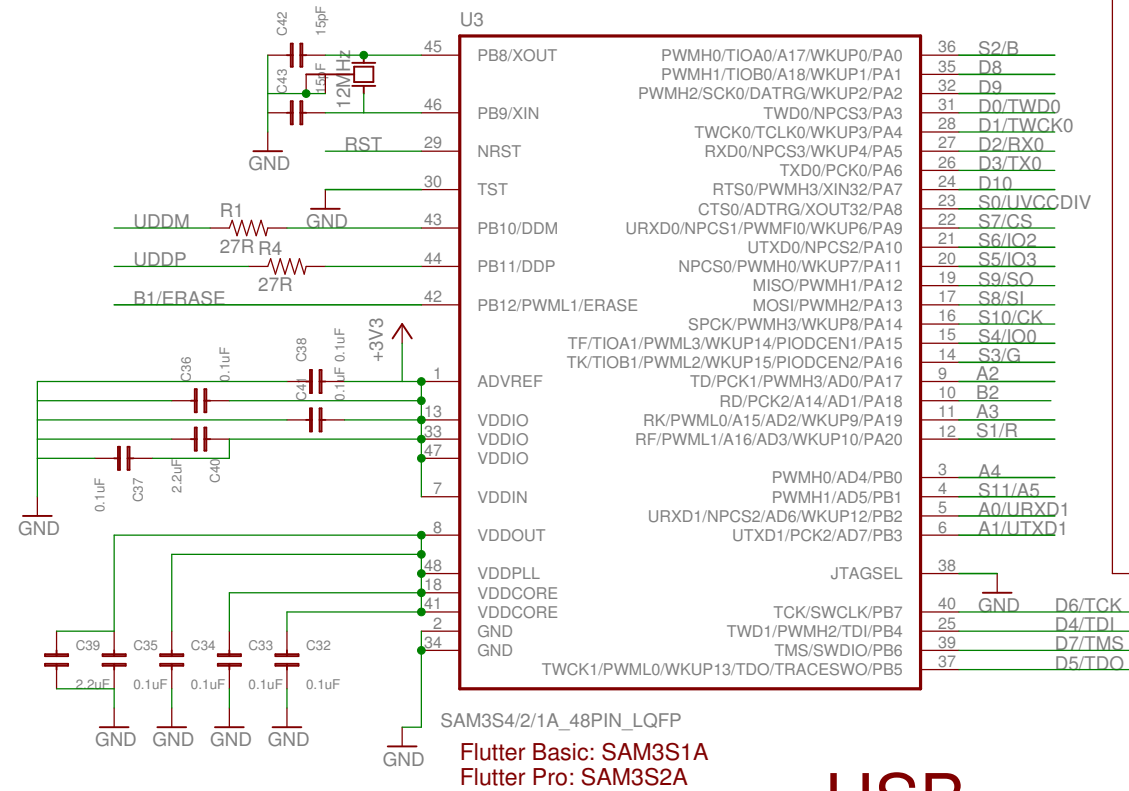 U3
C42
15pF
C43
15pF
12MHz
GND
45 PB8/XOUT
46 PB9/XIN
RST 29 NRST
30 TST
GND
UDDM R1 27R 43 PB10/DDM
UDDP R4 27R 44 PB11/DDP
B1/ERASE 42 PB12/PWML1/ERASE
+3V3
C36 0.1uF
C38 0.1uF
C41 0.1uF
C40 2.2uF
C37 0.1uF
GND
1 ADVREF
13 VDDIO
33 VDDIO
47 VDDIO
7 VDDIN
8 VDDOUT
48 VDDPLL
18 VDDCORE
41 VDDCORE
2 GND
34 GND
C39 C35 C34 C33 C32
2.2uF 0.1uF 0.1uF 0.1uF 0.1uF
GND GND GND GND
GND
PWMH0/TIOA0/A17/WKUP0/PA0 36 S2/B
PWMH1/TIOB0/A18/WKUP1/PA1 35 D8
PWMH2/SCK0/DATRG/WKUP2/PA2 32 D9
TWD0/NPCS3/PA3 31 D0/TWD0
TWCK0/TCLK0/WKUP3/PA4 28 D1/TWCK0
RXD0/NPCS3/WKUP4/PA5 27 D2/RX0
TXD0/PCK0/PA6 26 D3/TX0
RTS0/PWMH3/XIN32/PA7 24 D10
CTS0/ADTRG/XOUT32/PA8 23 S0/UVCCDIV
URXD0/NPCS1/PWMFI0/WKUP6/PA9 22 S7/CS
UTXD0/NPCS2/PA10 21 S6/IO2
NPCS0/PWMH0/WKUP7/PA11 20 S5/IO3
MISO/PWMH1/PA12 19 S9/SO
MOSI/PWMH2/PA13 17 S8/SI
SPCK/PWMH3/WKUP8/PA14 16 S10/CK
TF/TIOA1/PWML3/WKUP14/PIODCEN1/PA15 15 S4/IO0
TK/TIOB1/PWML2/WKUP15/PIODCEN2/PA16 14 S3/G
TD/PCK1/PWMH3/AD0/PA17 9 A2
RD/PCK2/A14/AD1/PA18 10 B2
RK/PWML0/A15/AD2/WKUP9/PA19 11 A3
RF/PWML1/A16/AD3/WKUP10/PA20 12 S1/R
PWMH0/AD4/PB0 3 A4
PWMH1/AD5/PB1 4 S11/A5
URXD1/NPCS2/AD6/WKUP12/PB2 5 A0/URXD1
UTXD1/PCK2/AD7/PB3 6 A1/UTXD1
JTAGSEL 38
GND
TCK/SWCLK/PB7 40 D6/TCK
TWD1/PWMH2/TDI/PB4 25 D4/TDI
TMS/SWDIO/PB6 39 D7/TMS
TWCK1/PWML0/WKUP13/TDO/TRACESWO/PB5 37 D5/TDO
SAM3S4/2/1A_48PIN_LQFP
Flutter Basic: SAM3S1A
Flutter Pro: SAM3S2A
USB